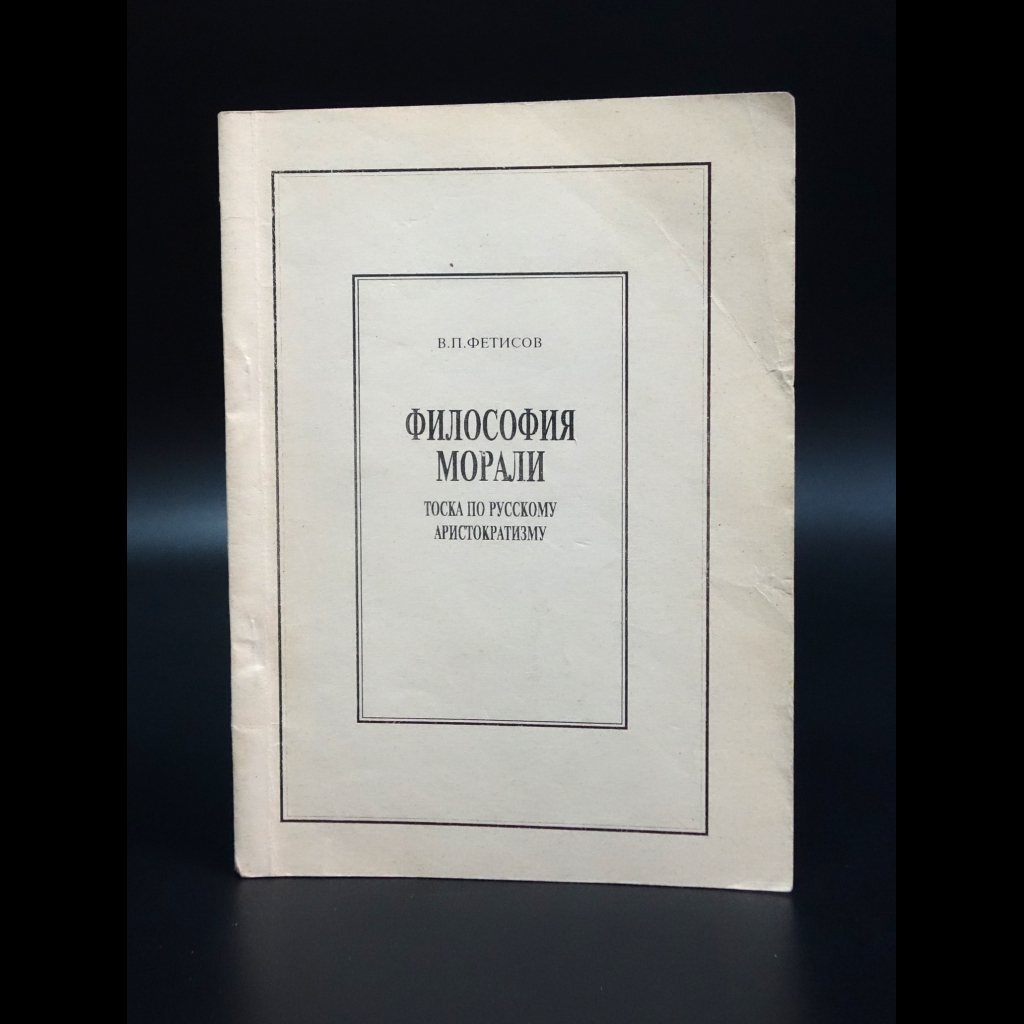 В.П.ФЕТИСОВ
ФИЛОСОФИЯ
МОРАЛИ
ТОСКА ПО РУССКОМУ
АРИСТОКРАТИЗМУ